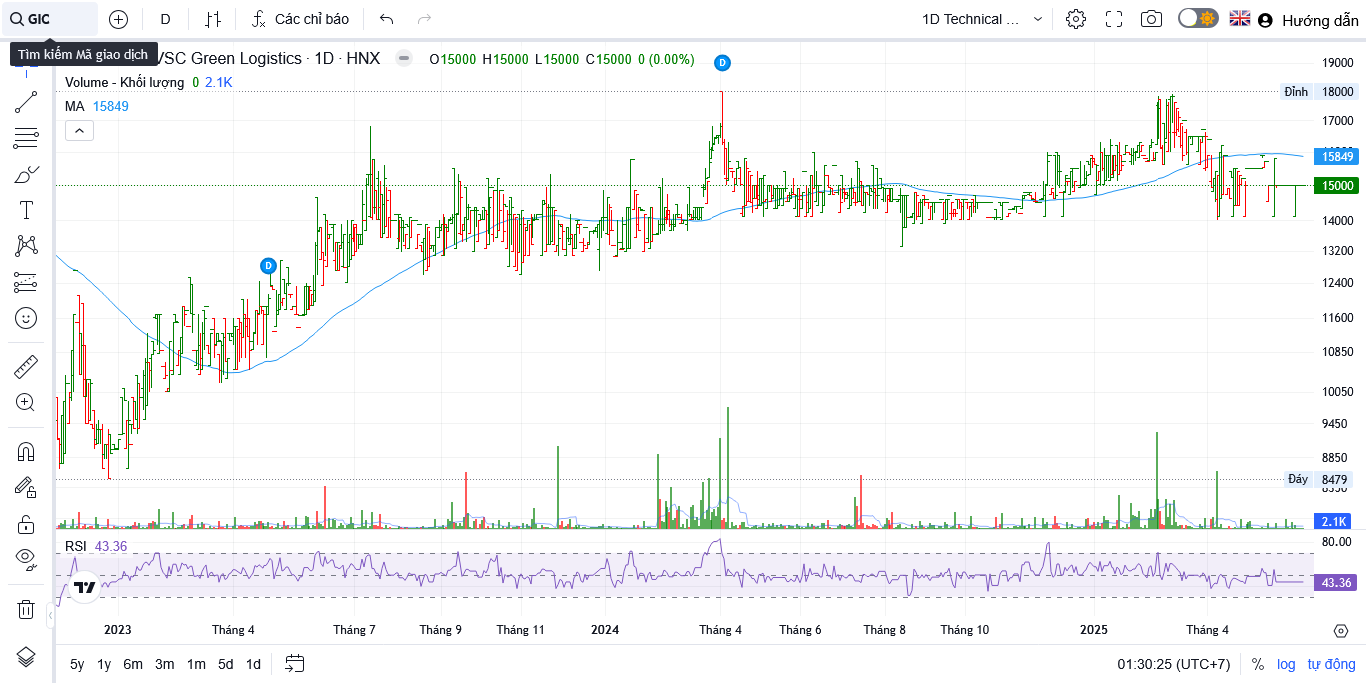 GIC
D
Các chỉ báo
1D Technical ...
Hướng dẫn
Tìm kiếm Mã giao dịch
VSC Green Logistics · 1D · HNX
O15000 H15000 L15000 C15000 0 (0.00%)
Volume - Khối lượng 0 2.1K
MA 15849
D
D
19000
Đỉnh 18000
17000
15849
15000
14000
13200
12400
11600
10850
10050
9450
8850
Đáy 8479
2.1K
RSI 43.36
80.00
43.36
2023
Tháng 4
Tháng 7
Tháng 9
Tháng 11
2024
Tháng 4
Tháng 6
Tháng 8
Tháng 10
2025
Tháng 4
5y 1y 6m 3m 1m 5d 1d
01:30:25 (UTC+7)
% log tự động